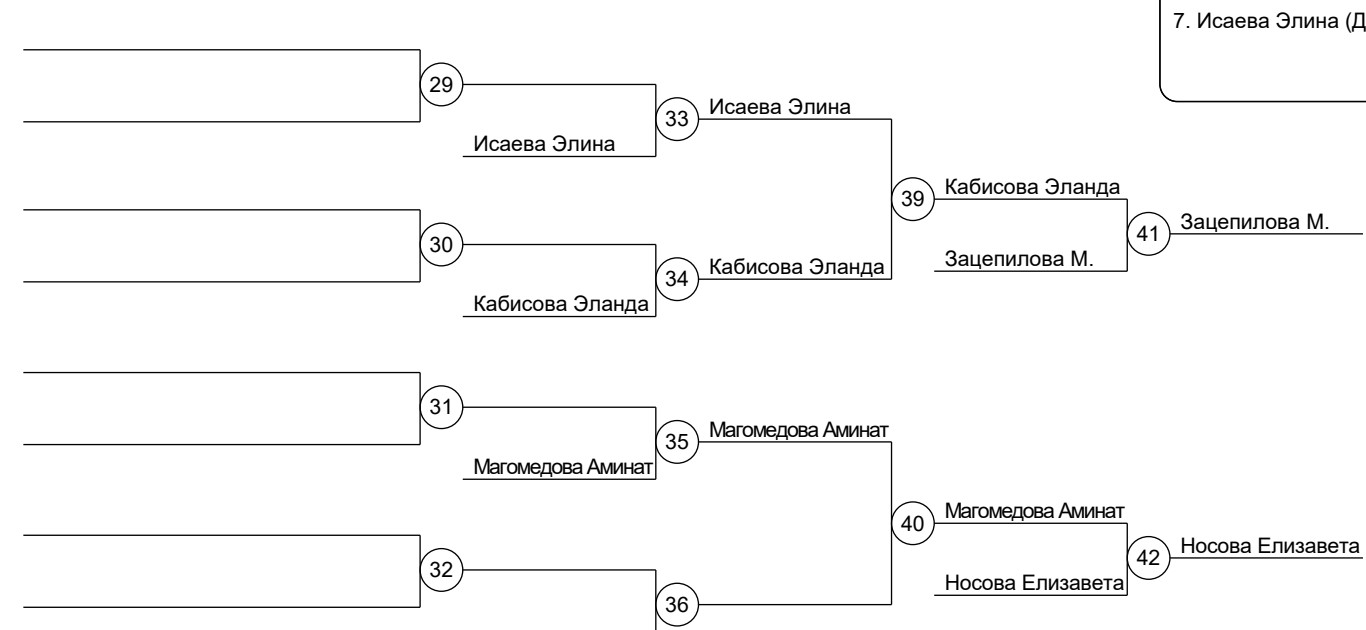 7. Исаева Элина (Д
29
33
Исаева Элина
Исаева Элина
39
Кабисова Эланда
30
34
Кабисова Эланда
Кабисова Эланда
Зацепилова М.
41
Зацепилова М.
31
35
Магомедова Аминат
Магомедова Аминат
40
Магомедова Аминат
32
36
Носова Елизавета
42
Носова Елизавета